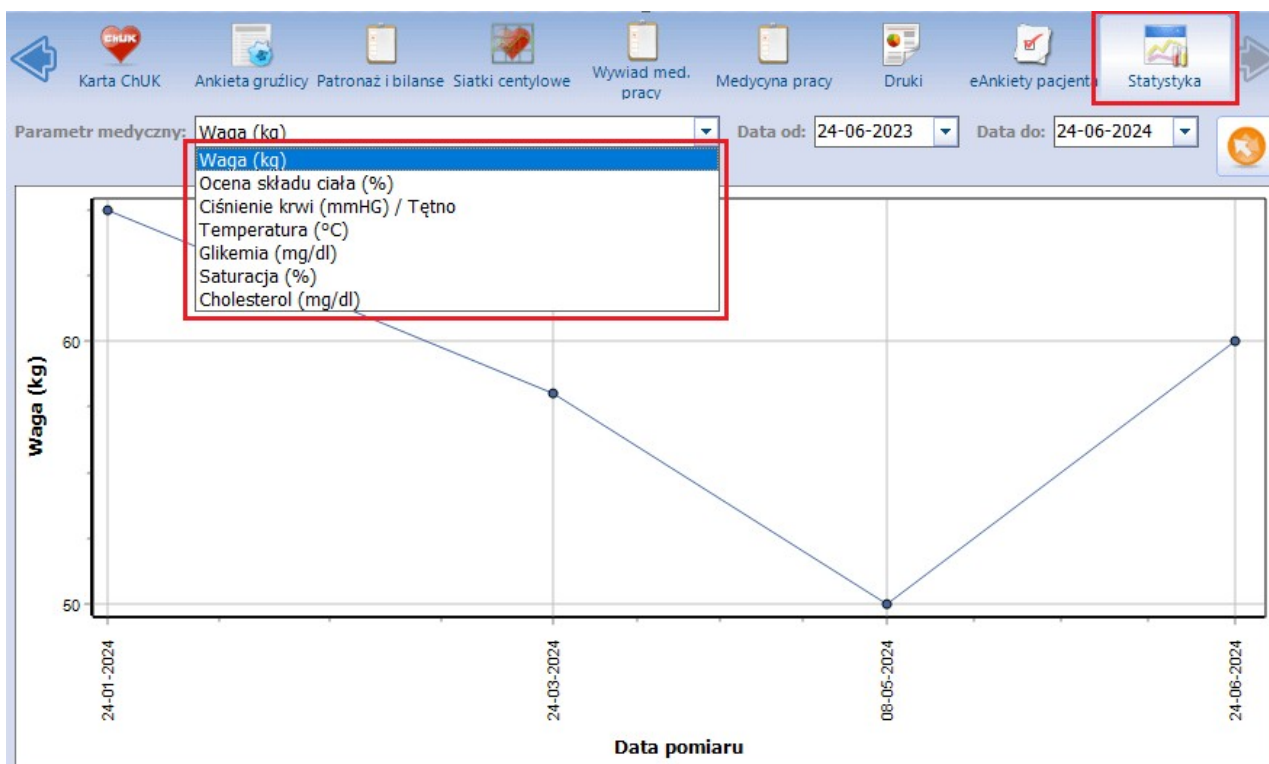 ChUK
Karta ChUK
Ankieta gruźlicy
Patronaż i bilanse
Siatki centylowe
Wywiad med.
pracy
Medycyna pracy
Druki
eAnkiety pacjenta
Statystyka
Parametr medyczny: Waga (kg) Data od: 24-06-2023 Data do: 24-06-2024
Waga (kg)
Ocena składu ciała (%)
Ciśnienie krwi (mmHG) / Tętno
Temperatura (°C)
Glikemia (mg/dl)
Saturacja (%)
Cholesterol (mg/dl)
Waga (kg)
60
50
24-01-2024
24-03-2024
08-05-2024
24-06-2024
Data pomiaru